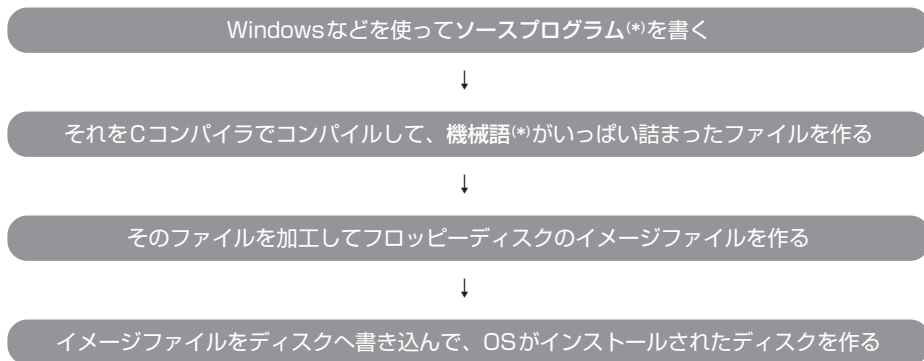 Windowsなどを使ってソースプログラム(*)を書く
↓
それをCコンパイラでコンパイルして、機械語(*)がいっぱい詰まったファイルを作る
↓
そのファイルを加工してフロッピーディスクのイメージファイルを作る
↓
イメージファイルをディスクへ書き込んで、OSがインストールされたディスクを作る